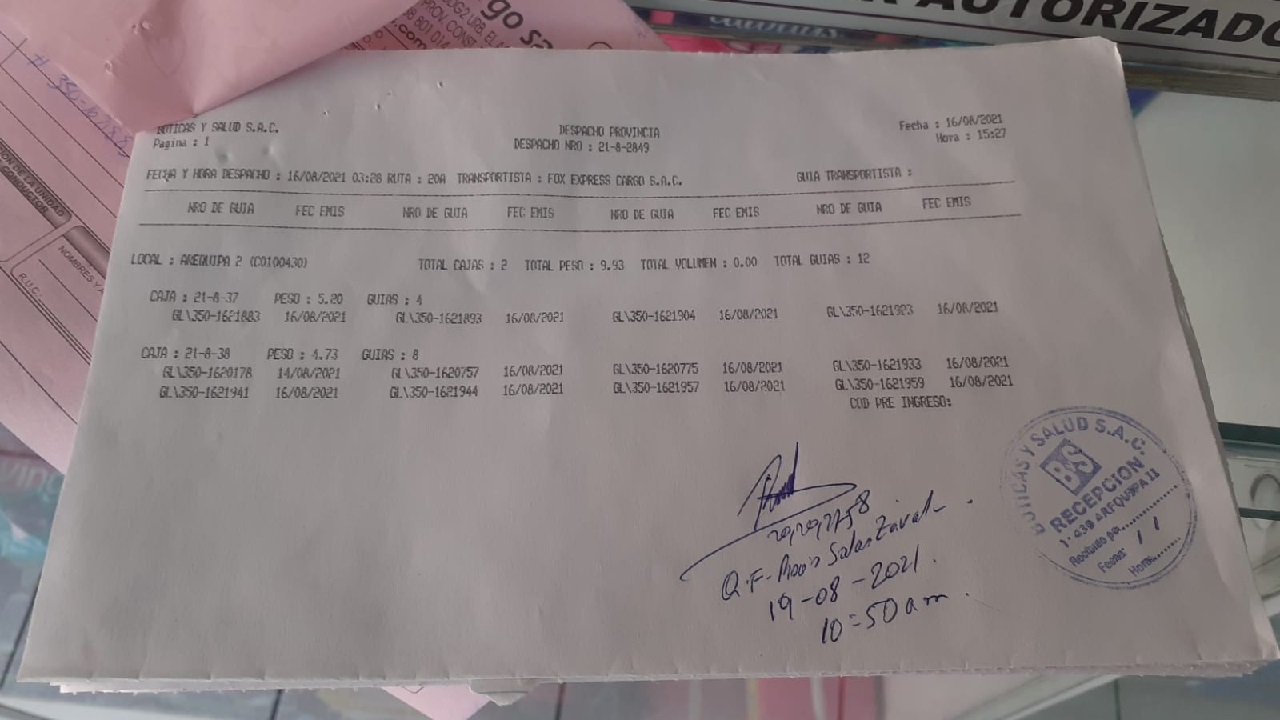 AUTORIZADO
go sa
BOTICAS Y SALUD S.A.C.
Pagina : 1
DESPACHO PROVINCIA
DESPACHO NRO : 21-8-2849
Fecha : 16/08/2021
Hora : 15:27
FECHA Y HORA DESPACHO : 16/08/2021 03:28 RUTA : 20A TRANSPORTISTA : FOX EXPRESS CARGO S.A.C. GUIA TRANSPORTISTA :
NRO DE GUIA FEC EMIS NRO DE GUIA FEC EMIS NRO DE GUIA FEC EMIS NRO DE GUIA FEC EMIS
LOCAL : AREQUIPA 2 (C0100430) TOTAL CAJAS : 2 TOTAL PESO : 9.93 TOTAL VOLUMEN : 0.00 TOTAL GUIAS : 12
CAJA : 21-8-37 PESO : 5.20 GUIAS : 4
GL\350-1621883 16/08/2021 GL\350-1621893 16/08/2021 GL\350-1621904 16/08/2021 GL\350-1621923 16/08/2021
CAJA : 21-8-38 PESO : 4.73 GUIAS : 8
GL\350-1620178 14/08/2021 GL\350-1620757 16/08/2021 GL\350-1620775 16/08/2021 GL\350-1621933 16/08/2021
GL\350-1621941 16/08/2021 GL\350-1621944 16/08/2021 GL\350-1621957 16/08/2021 GL\350-1621959 16/08/2021
COD PRE INGRESO:
Q.F. Salas
19-08-2021.
10:50 am.
BOTICAS Y SALUD S.A.C.
BS
RECEPCION
AREQUIPA II
Recibido por
Fecha: / /
Hora:
R.U.C.: